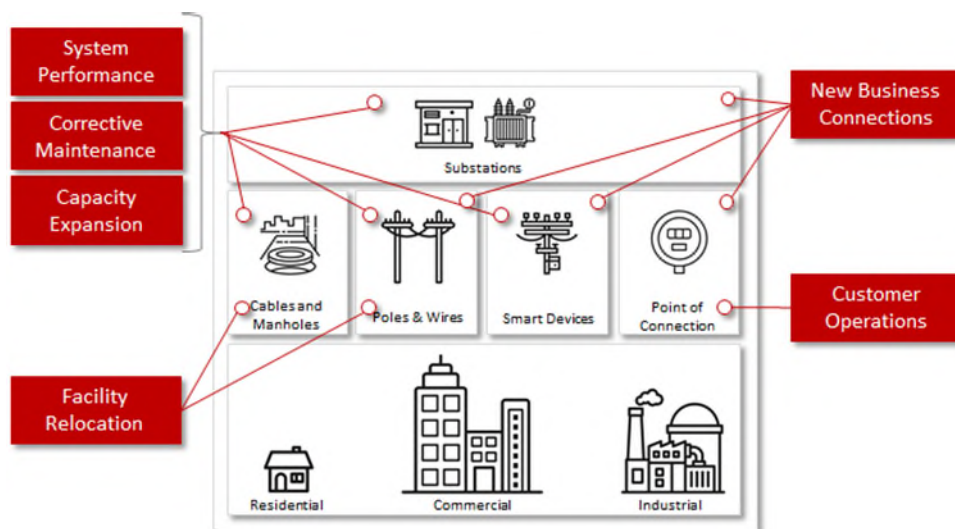 System
Performance
Corrective
Maintenance
Capacity
Expansion
New Business
Connections
Substations
Cables and
Manholes
Poles & Wires
Smart Devices
Point of
Connection
Customer
Operations
Facility
Relocation
Residential
Commercial
Industrial